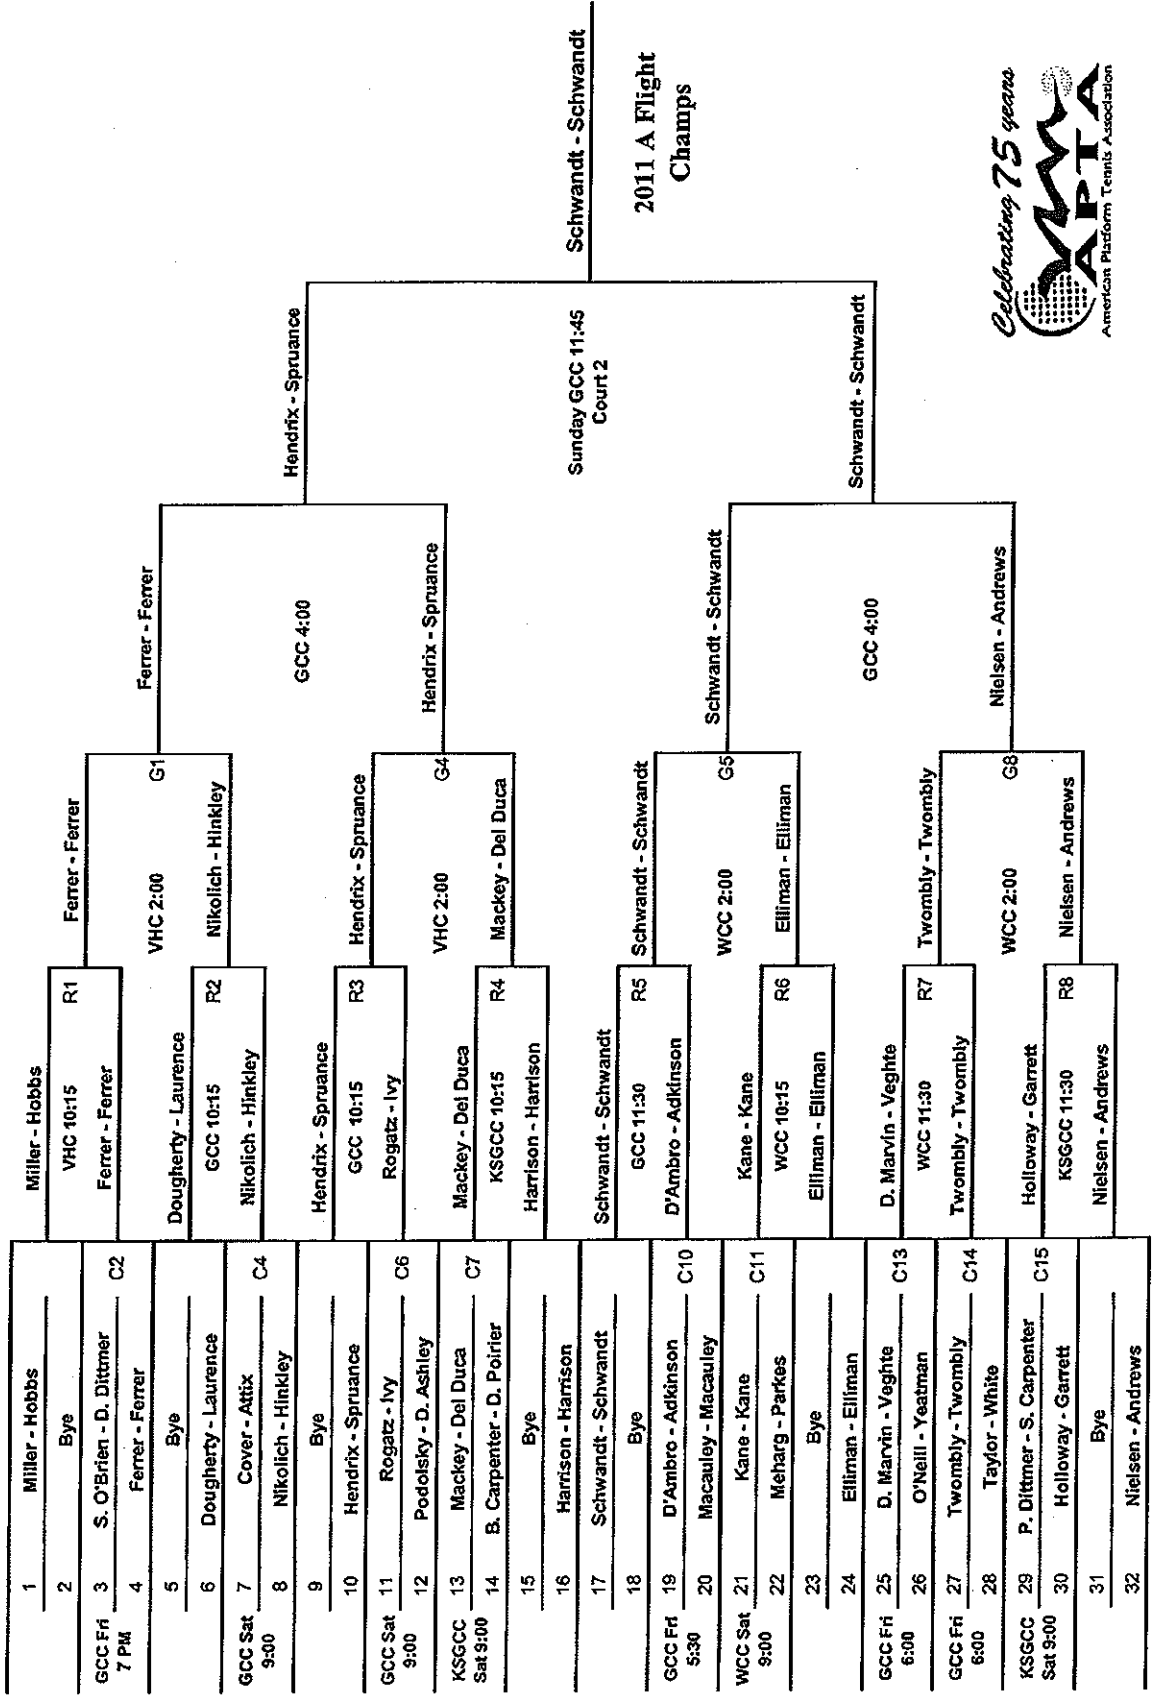 1 Miller - Hobbs
2 Bye
GCC Fri
7 PM
3 S. O'Brien - D. Dittmer
C2
4 Ferrer - Ferrer
5 Bye
6 Dougherty - Laurence
GCC Sat
9:00
7 Cover - Attix
C4
8 Nikolich - Hinkley
9 Bye
10 Hendrix - Spruance
GCC Sat
9:00
11 Rogatz - Ivy
C6
12 Podolsky - D. Ashley
KSGCC
Sat 9:00
13 Mackey - Del Duca
C7
14 B. Carpenter - D. Poirier
15 Bye
16 Harrison - Harrison
17 Schwandt - Schwandt
18 Bye
GCC Fri
5:30
19 D'Ambro - Adkinson
C10
20 Macauley - Macauley
WCC Sat
9:00
21 Kane - Kane
C11
22 Meharg - Parkes
23 Bye
24 Elliman - Elliman
GCC Fri
6:00
25 D. Marvin - Veghte
C13
26 O'Neill - Yeatman
GCC Fri
6:00
27 Twombly - Twombly
C14
28 Taylor - White
KSGCC
Sat 9:00
29 P. Dittmer - S. Carpenter
C15
30 Holloway - Garrett
31 Bye
32 Nielsen - Andrews
Miller - Hobbs
VHC 10:15 R1
Ferrer - Ferrer
Dougherty - Laurence
GCC 10:15 R2
Nikolich - Hinkley
Hendrix - Spruance
GCC 10:15 R3
Rogatz - Ivy
Mackey - Del Duca
KSGCC 10:15 R4
Harrison - Harrison
Schwandt - Schwandt
GCC 11:30 R5
D'Ambro - Adkinson
Kane - Kane
WCC 10:15 R6
Elliman - Elliman
D. Marvin - Veghte
WCC 11:30 R7
Twombly - Twombly
Holloway - Garrett
KSGCC 11:30 R8
Nielsen - Andrews
Ferrer - Ferrer
VHC 2:00 G1
Nikolich - Hinkley
Hendrix - Spruance
VHC 2:00 G4
Mackey - Del Duca
Schwandt - Schwandt
WCC 2:00 G5
Elliman - Elliman
Twombly - Twombly
WCC 2:00 G8
Nielsen - Andrews
Ferrer - Ferrer
GCC 4:00
Hendrix - Spruance
Schwandt - Schwandt
GCC 4:00
Nielsen - Andrews
Hendrix - Spruance
Sunday GCC 11:45
Court 2
Schwandt - Schwandt
Schwandt - Schwandt
2011 A Flight
Champs
Celebrating 75 years
APTA
American Platform Tennis Association